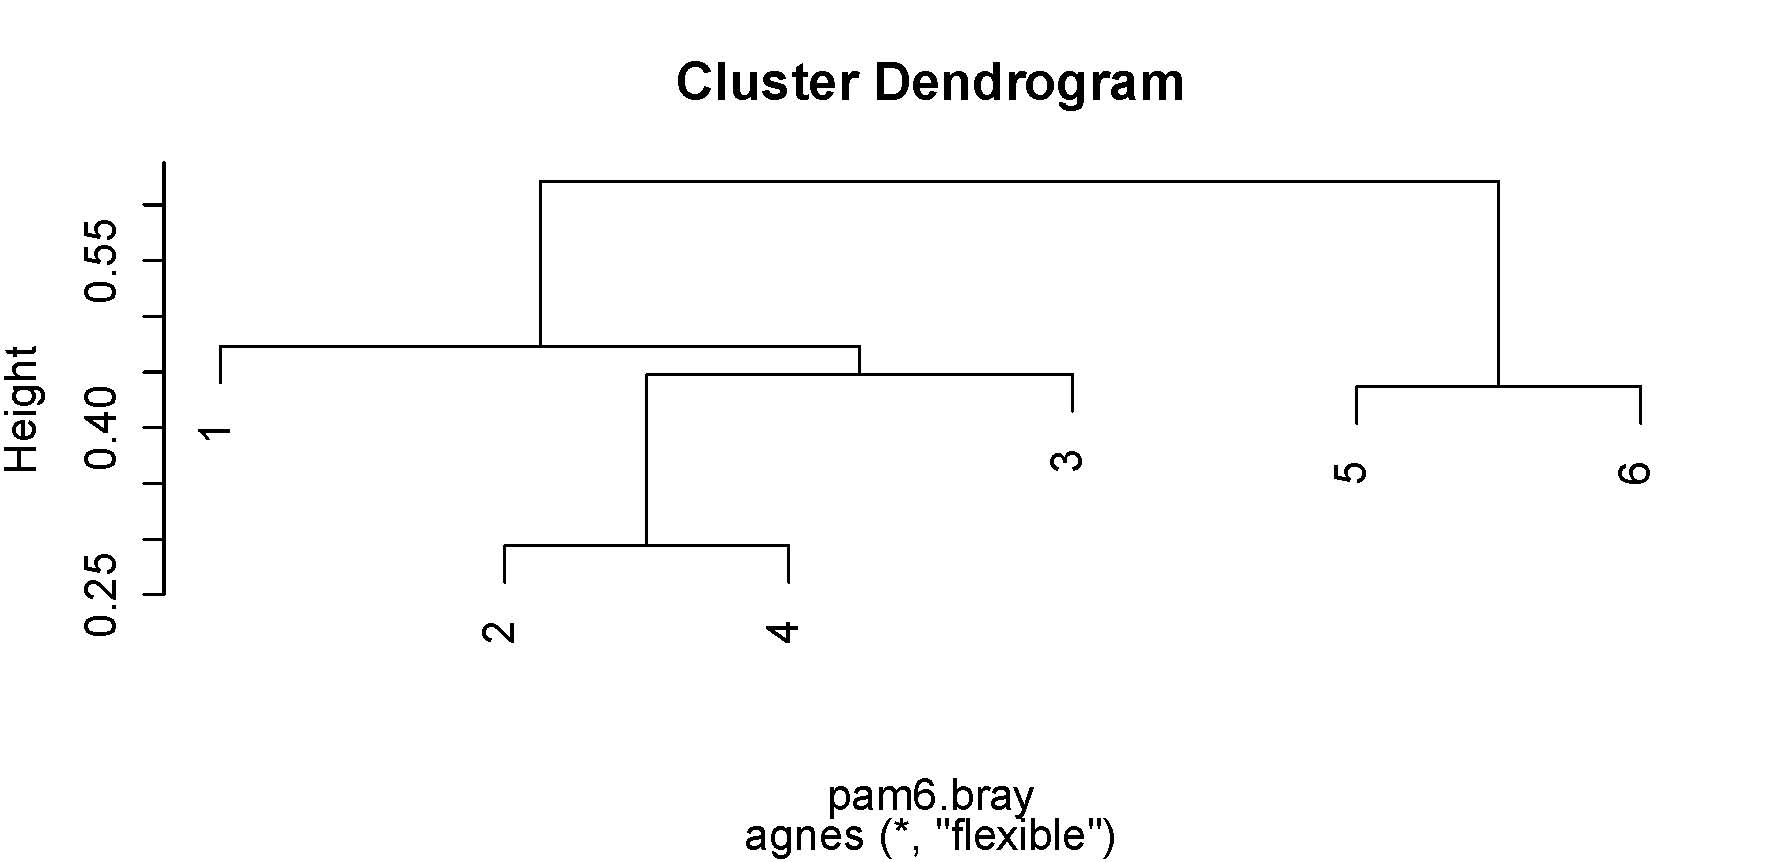 Cluster Dendrogram
Height
0.55
0.40
0.25
1
3
5
6
2
4
pam6.bray
agnes (*, "flexible")